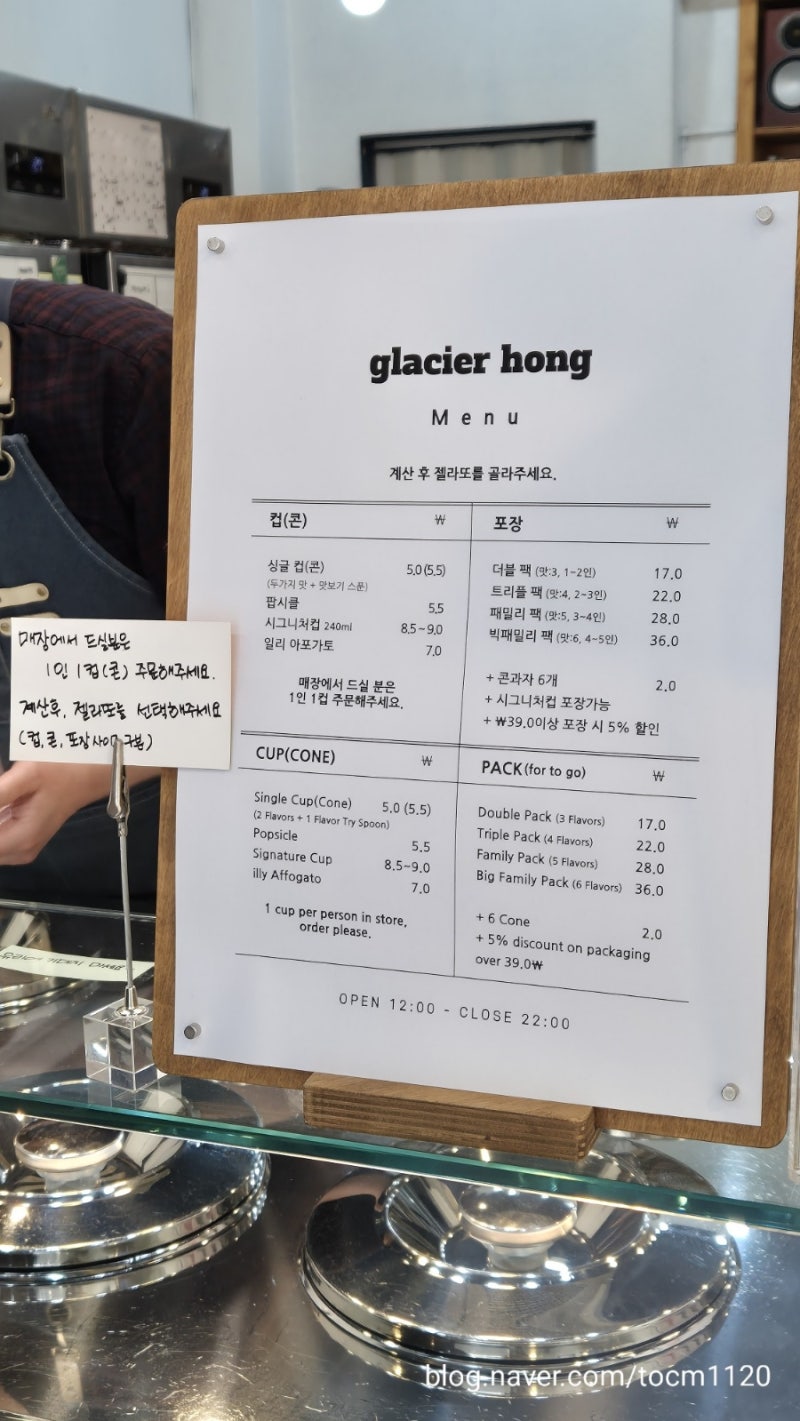 glacier hong
Menu
계산 후 젤라또를 골라주세요.
컵(콘) ₩
싱글 컵(콘) 5.0(5.5)
(두가지 맛 + 맛보기 스푼)
팝시클 5.5
시그니처컵 240ml 8.5~9.0
일리 아포가토 7.0
매장에서 드실 분은
1인 1컵 주문해주세요.
포장 ₩
더블 팩 (맛:3, 1~2인) 17.0
트리플 팩 (맛:4, 2~3인) 22.0
패밀리 팩 (맛:5, 3~4인) 28.0
빅패밀리 팩 (맛:6, 4~5인) 36.0
+ 콘과자 6개 2.0
+ 시그니처컵 포장가능
+ ₩39.0이상 포장 시 5% 할인
CUP(CONE) ₩
Single Cup(Cone) 5.0 (5.5)
(2 Flavors + 1 Flavor Try Spoon)
Popsicle 5.5
Signature Cup 8.5~9.0
illy Affogato 7.0
1 cup per person in store,
order please.
PACK(for to go) ₩
Double Pack (3 Flavors) 17.0
Triple Pack (4 Flavors) 22.0
Family Pack (5 Flavors) 28.0
Big Family Pack (6 Flavors) 36.0
+ 6 Cone 2.0
+ 5% discount on packaging
over 39.0₩
OPEN 12:00 - CLOSE 22:00
매장에서 드실분은
1인 1컵(콘) 주문해주세요.
계산후, 젤라또를 선택해주세요
(컵, 콘, 포장사이 구분)
blog.naver.com/tocm1120